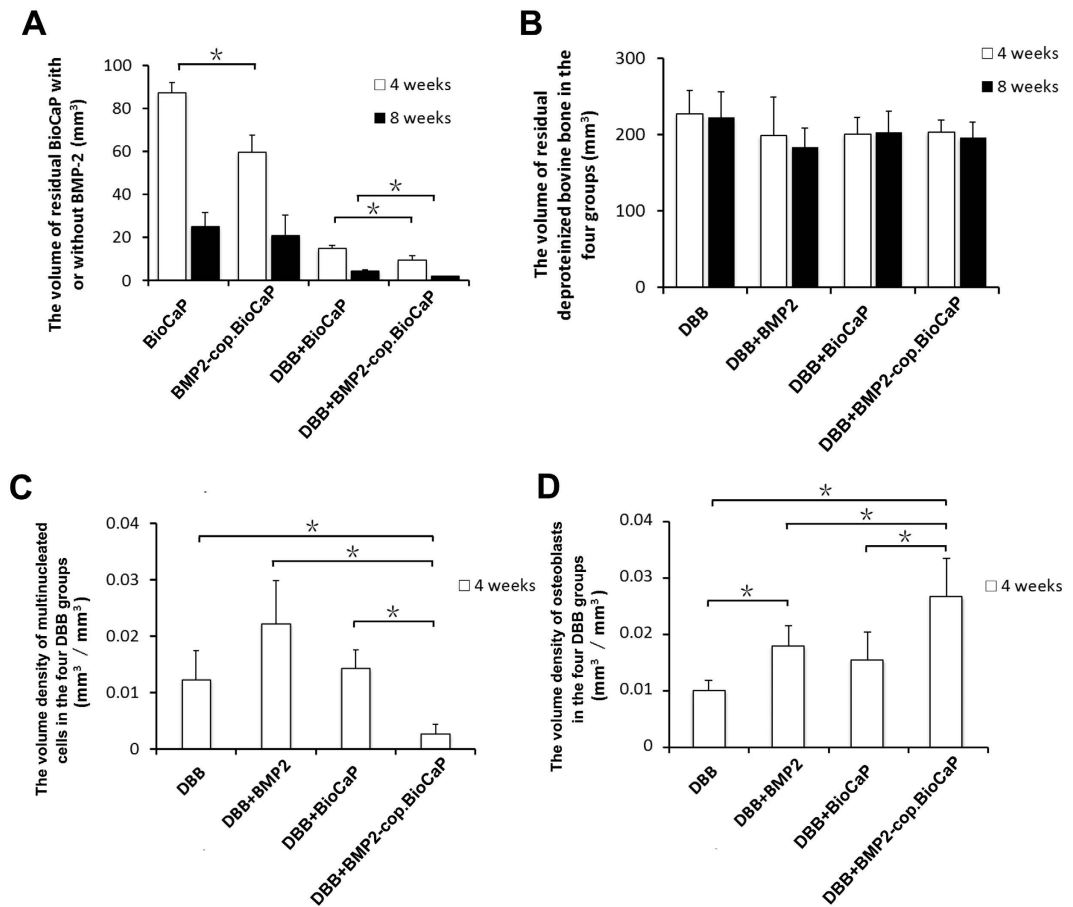 A
The volume of residual BioCaP with
or without BMP-2 (mm³)
100
80
60
40
20
0
*
*
*
4 weeks
8 weeks
BioCaP
BMP2-cop.BioCaP
DBB+BioCaP
DBB+BMP2-cop.BioCaP
B
The volume of residual
deproteinized bovine bone in the
four groups (mm³)
300
200
100
0
4 weeks
8 weeks
DBB
DBB+BMP2
DBB+BioCaP
DBB+BMP2-cop.BioCaP
C
The volume density of multinucleated
cells in the four DBB groups
(mm³ / mm³)
0.04
0.03
0.02
0.01
0
*
*
*
4 weeks
DBB
DBB+BMP2
DBB+BioCaP
DBB+BMP2-cop.BioCaP
D
The volume density of osteoblasts
in the four DBB groups
(mm³ / mm³)
0.04
0.03
0.02
0.01
0
*
*
*
*
4 weeks
DBB
DBB+BMP2
DBB+BioCaP
DBB+BMP2-cop.BioCaP